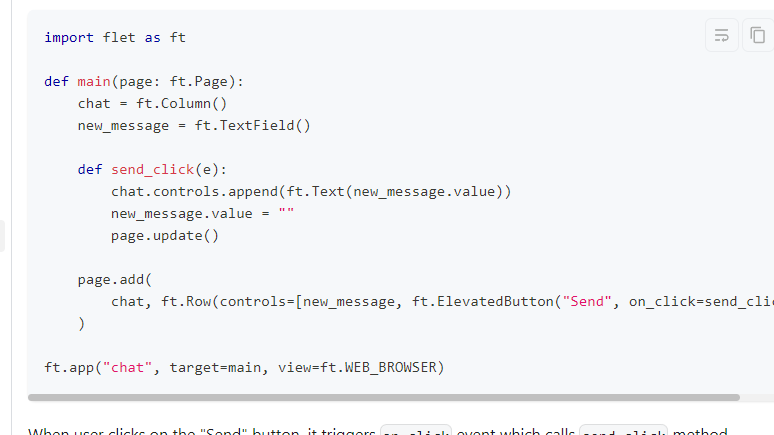 import flet as ft
def main(page: ft.Page):
chat = ft.Column()
new_message = ft.TextField()
def send_click(e):
chat.controls.append(ft.Text(new_message.value))
new_message.value = ""
page.update()
page.add(
chat, ft.Row(controls=[new_message, ft.ElevatedButton("Send", on_click=send_clic
)
ft.app("chat", target=main, view=ft.WEB_BROWSER)
When user clicks on the "Send" button, it triggers on_click event which calls send_click method